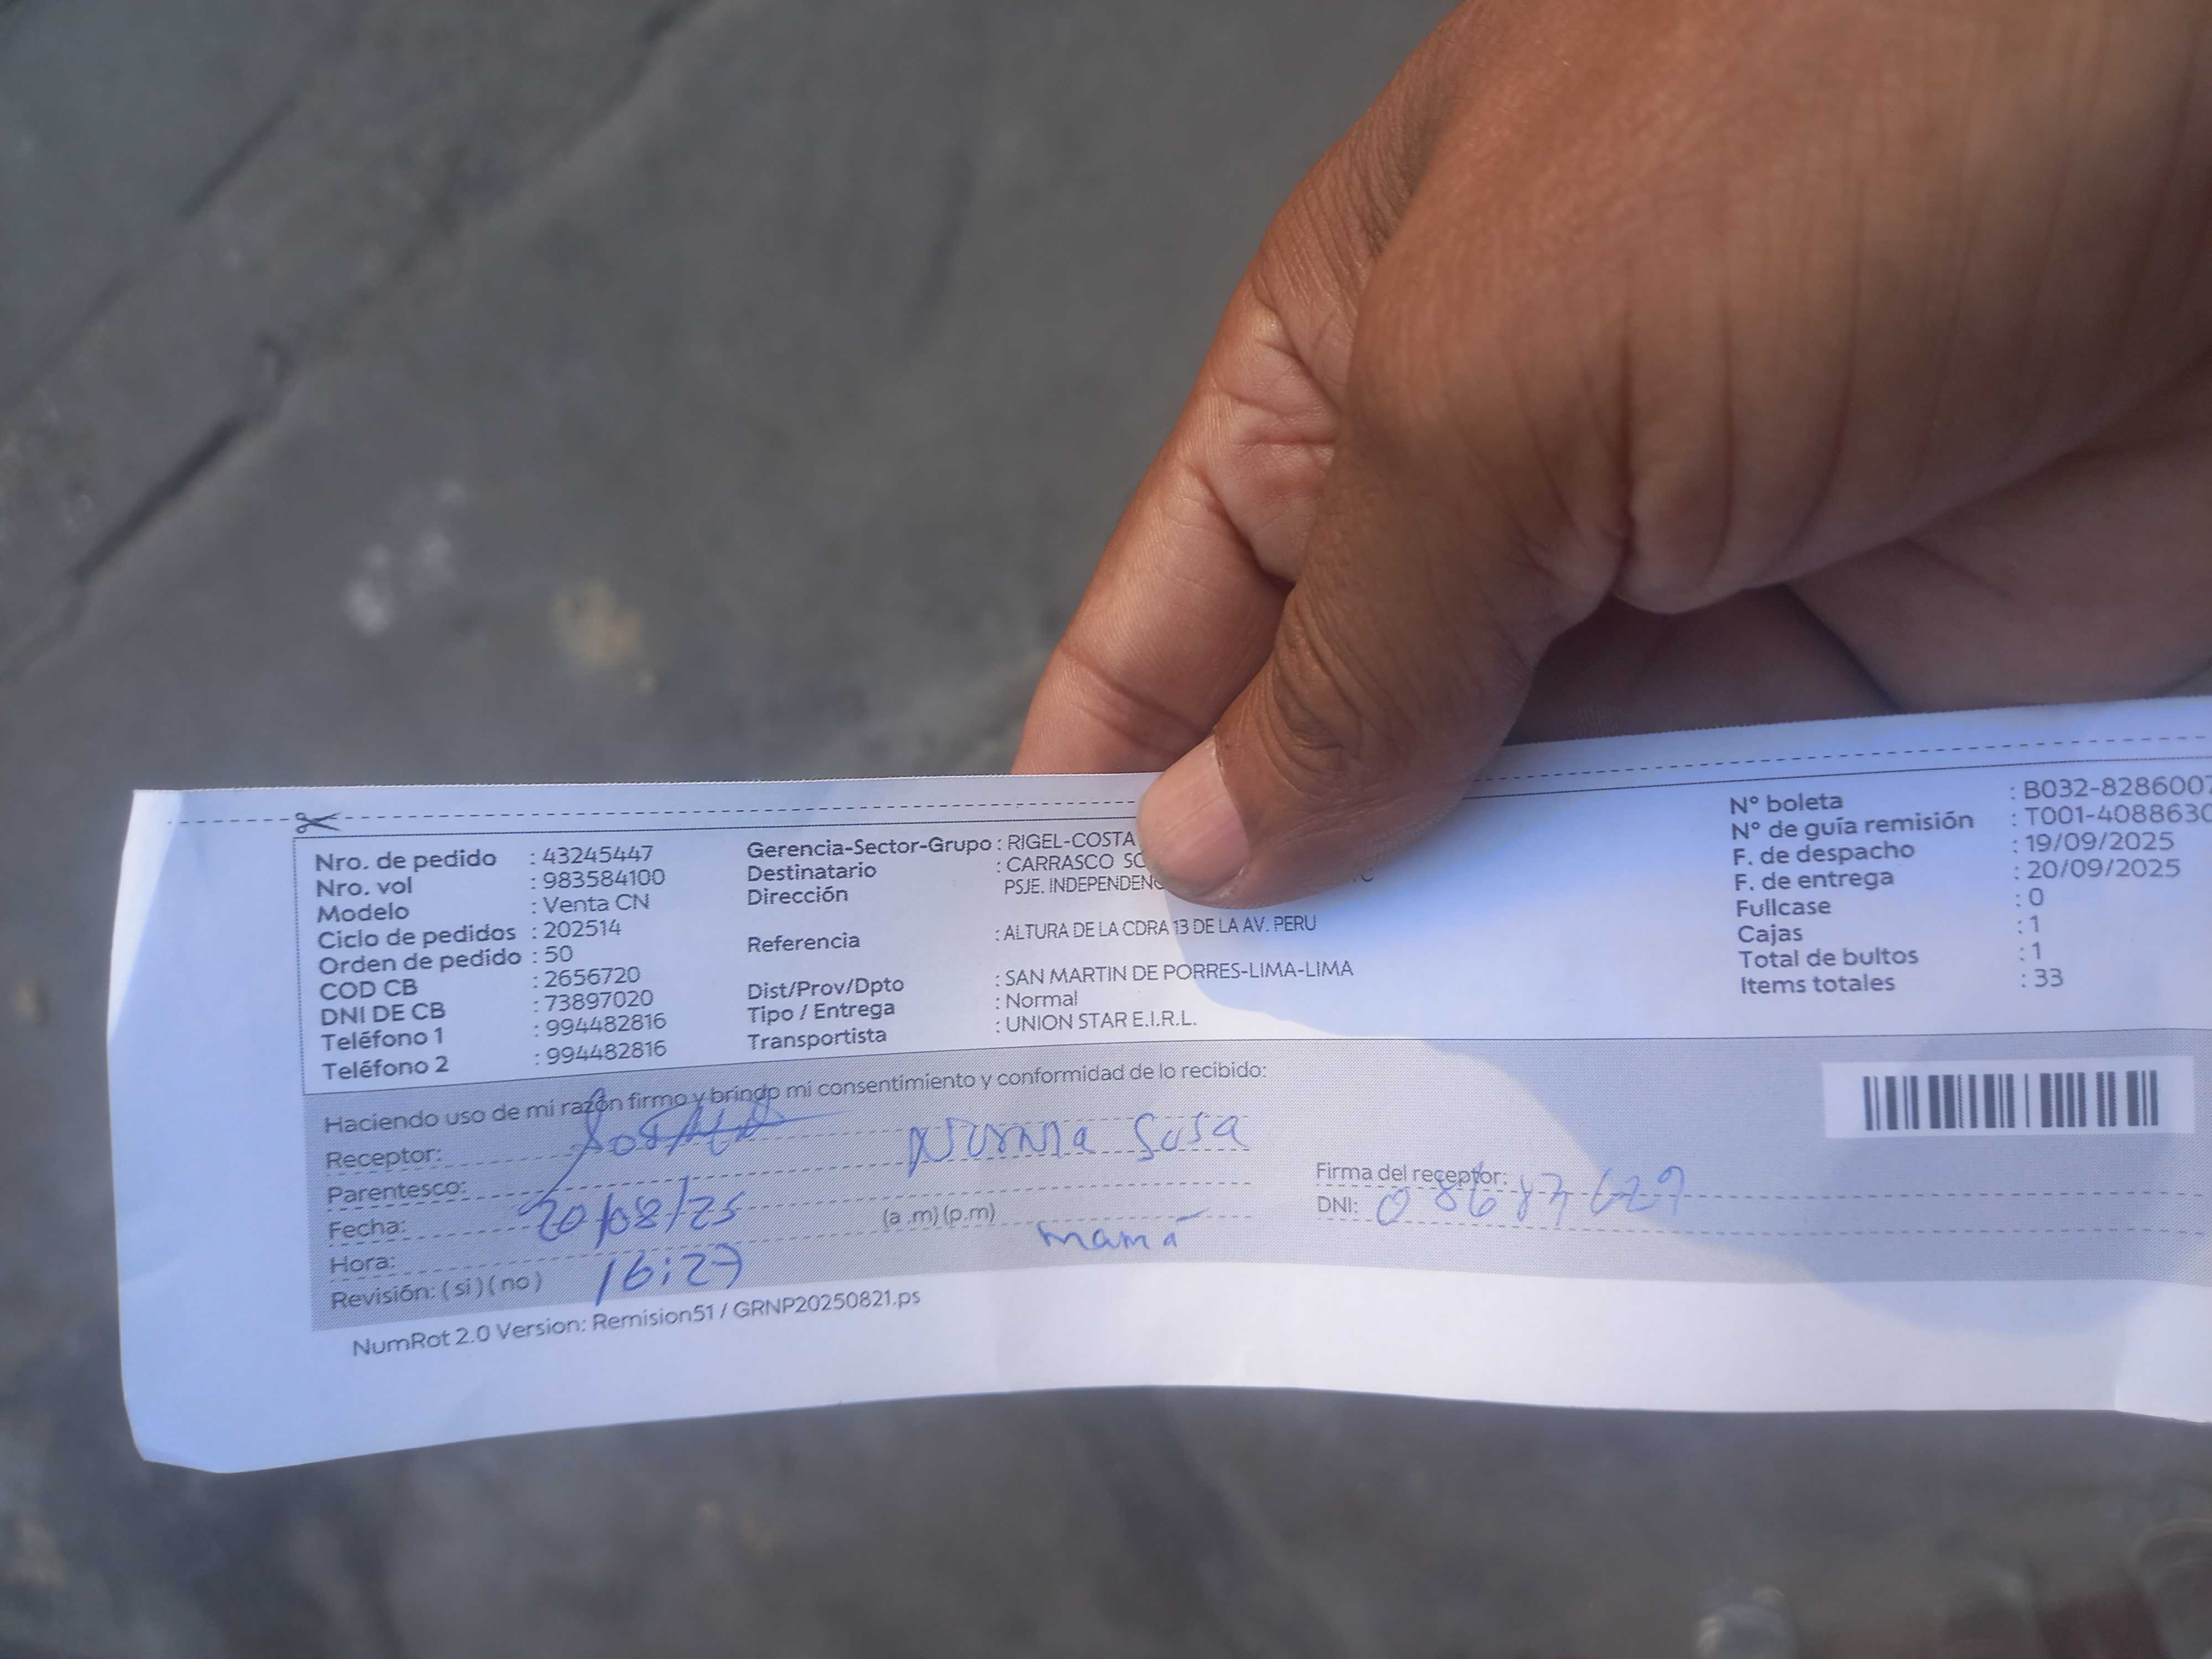 Nro. de pedido : 43245447
Nro. vol : 983584100
Modelo : Venta CN
Ciclo de pedidos : 202514
Orden de pedido : 50
COD CB : 2656720
DNI DE CB : 73897020
Teléfono 1 : 994482816
Teléfono 2 : 994482816
Gerencia-Sector-Grupo : RIGEL-COSTA
Destinatario : CARRASCO
Dirección PSJE.
Referencia : ALTURA DE LA CDRA 13 DE LA AV. PERU
Dist/Prov/Dpto : SAN MARTIN DE PORRES-LIMA-LIMA
Tipo / Entrega : Normal
Transportista : UNION STAR E.I.R.L.
N° boleta : B032-8286007
N° de guía remisión : T001-4088630
F. de despacho : 19/09/2025
F. de entrega : 20/09/2025
Fullcase : 0
Cajas : 1
Total de bultos : 1
Items totales : 33
Haciendo uso de mi razón firmo y brindo mi consentimiento y conformidad de lo recibido:
Receptor: Norma Sosa
Parentesco:
Fecha: 20/08/25 (a .m) (p.m)
Hora: mamá
Revisión: ( si ) ( no ) 16:27
Firma del receptor:
DNI:
NumRot 2.0 Version: Remision51 / GRNP20250821.ps